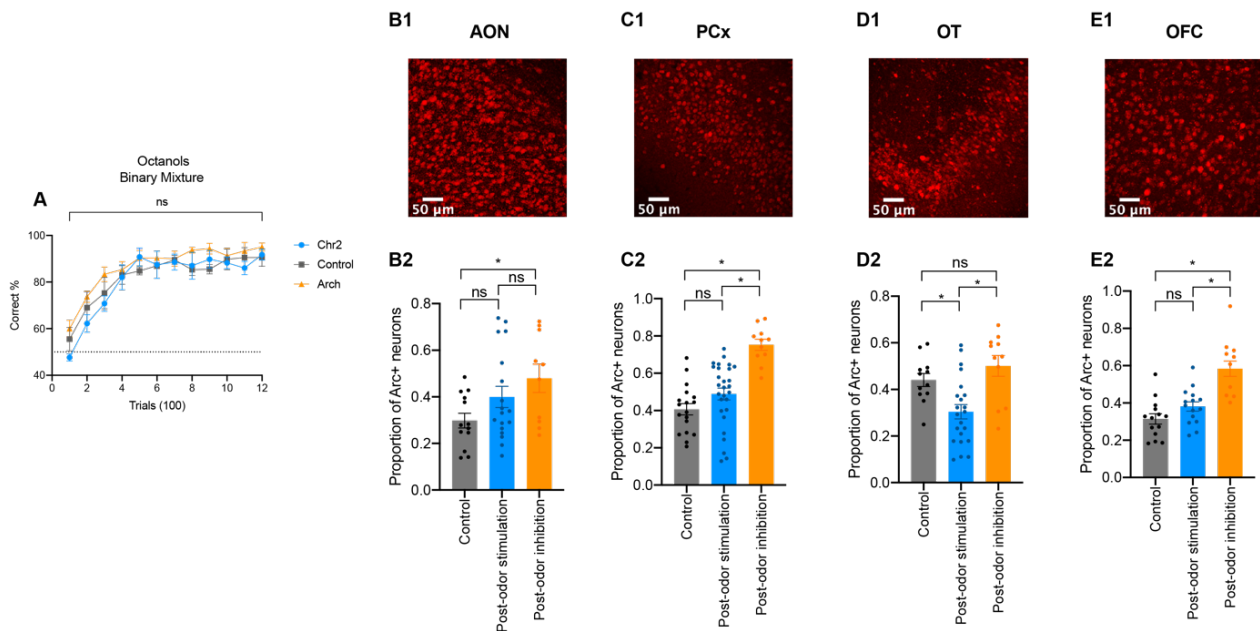 B1
AON
C1
PCx
D1
OT
E1
OFC
50 µm
50 µm
50 µm
50 µm
Octanols
Binary Mixture
A
ns
100
80
60
40
Correct %
0
2
4
6
8
10
12
Trials (100)
Chr2
Control
Arch
B2
*
ns
ns
0.8
0.6
0.4
0.2
0.0
Proportion of Arc+ neurons
Control
Post-odor stimulation
Post-odor inhibition
C2
*
ns
*
1.0
0.8
0.6
0.4
0.2
0.0
Proportion of Arc+ neurons
Control
Post-odor stimulation
Post-odor inhibition
D2
ns
*
*
0.8
0.6
0.4
0.2
0.0
Proportion of Arc+ neurons
Control
Post-odor stimulation
Post-odor inhibition
E2
*
ns
*
1.0
0.8
0.6
0.4
0.2
0.0
Proportion of Arc+ neurons
Control
Post-odor stimulation
Post-odor inhibition